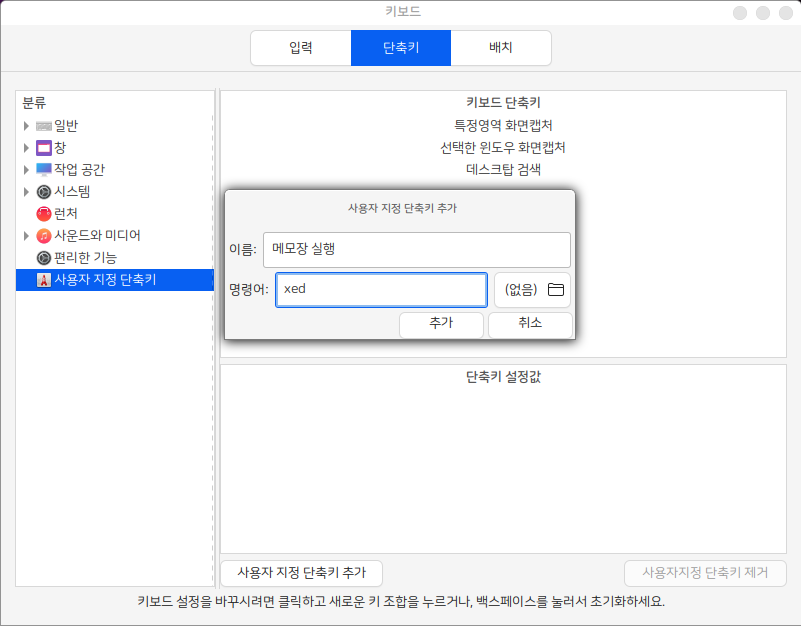 키보드
입력
단축키
배치
분류
일반
창
작업 공간
시스템
런처
사운드와 미디어
편리한 기능
사용자 지정 단축키
키보드 단축키
특정영역 화면캡처
선택한 윈도우 화면캡처
데스크탑 검색
사용자 지정 단축키 추가
이름: 메모장 실행
명령어: xed (없음)
추가 취소
단축키 설정값
사용자 지정 단축키 추가
사용자지정 단축키 제거
키보드 설정을 바꾸시려면 클릭하고 새로운 키 조합을 누르거나, 백스페이스를 눌러서 초기화하세요.